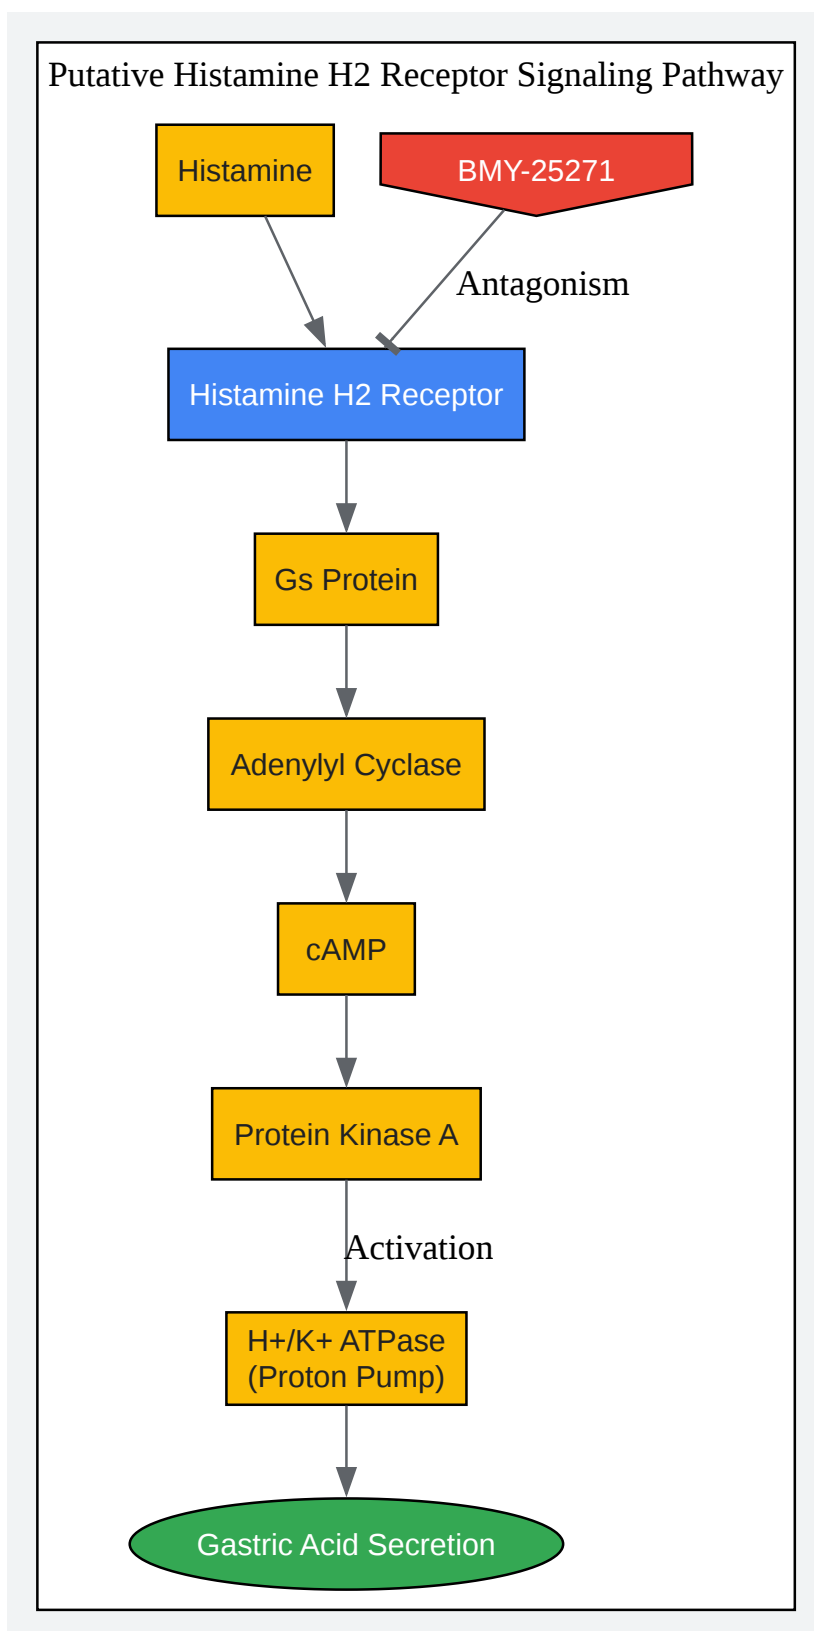 Putative Histamine H2 Receptor Signaling Pathway
Histamine
BMY-25271
Antagonism
Histamine H2 Receptor
Gs Protein
Adenylyl Cyclase
cAMP
Protein Kinase A
Activation
H+/K+ ATPase
(Proton Pump)
Gastric Acid Secretion